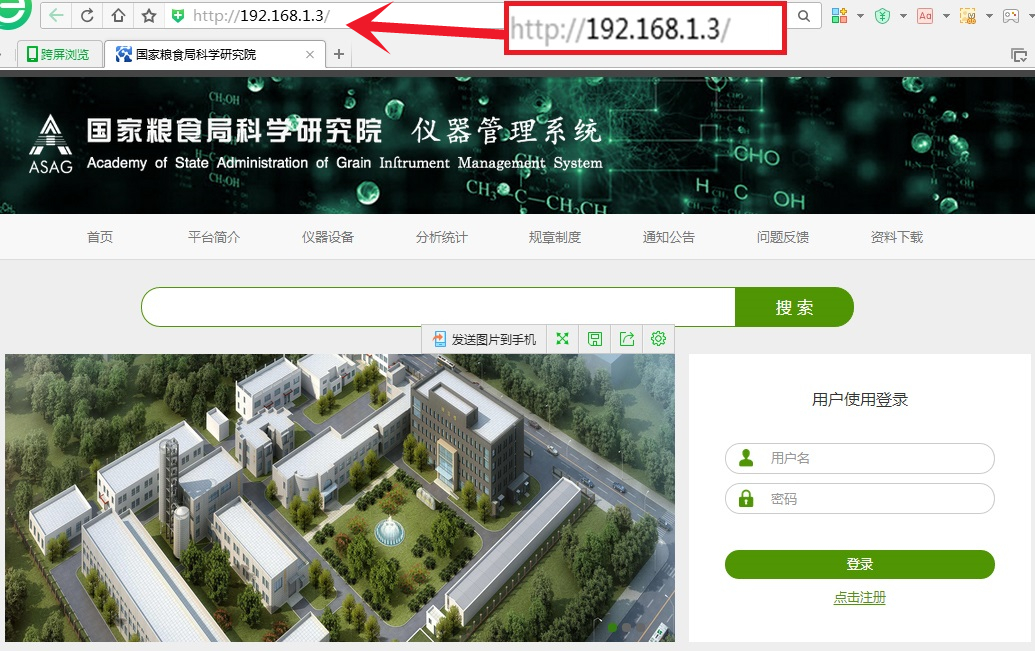 http://192.168.1.3/
http://192.168.1.3/
跨屏浏览
国家粮食局科学研究院
国家粮食局科学研究院 仪器管理系统
ASAG
Academy of State Administration of Grain Inſtrument Management System
CH₂OH
CH₂OH
CH₃
C—CH₂CH
CHO
H
C
OH
首页 平台简介 仪器设备 分析统计 规章制度 通知公告 问题反馈 资料下载
搜 索
发送图片到手机
用户使用登录
用户名
密码
登录
点击注册